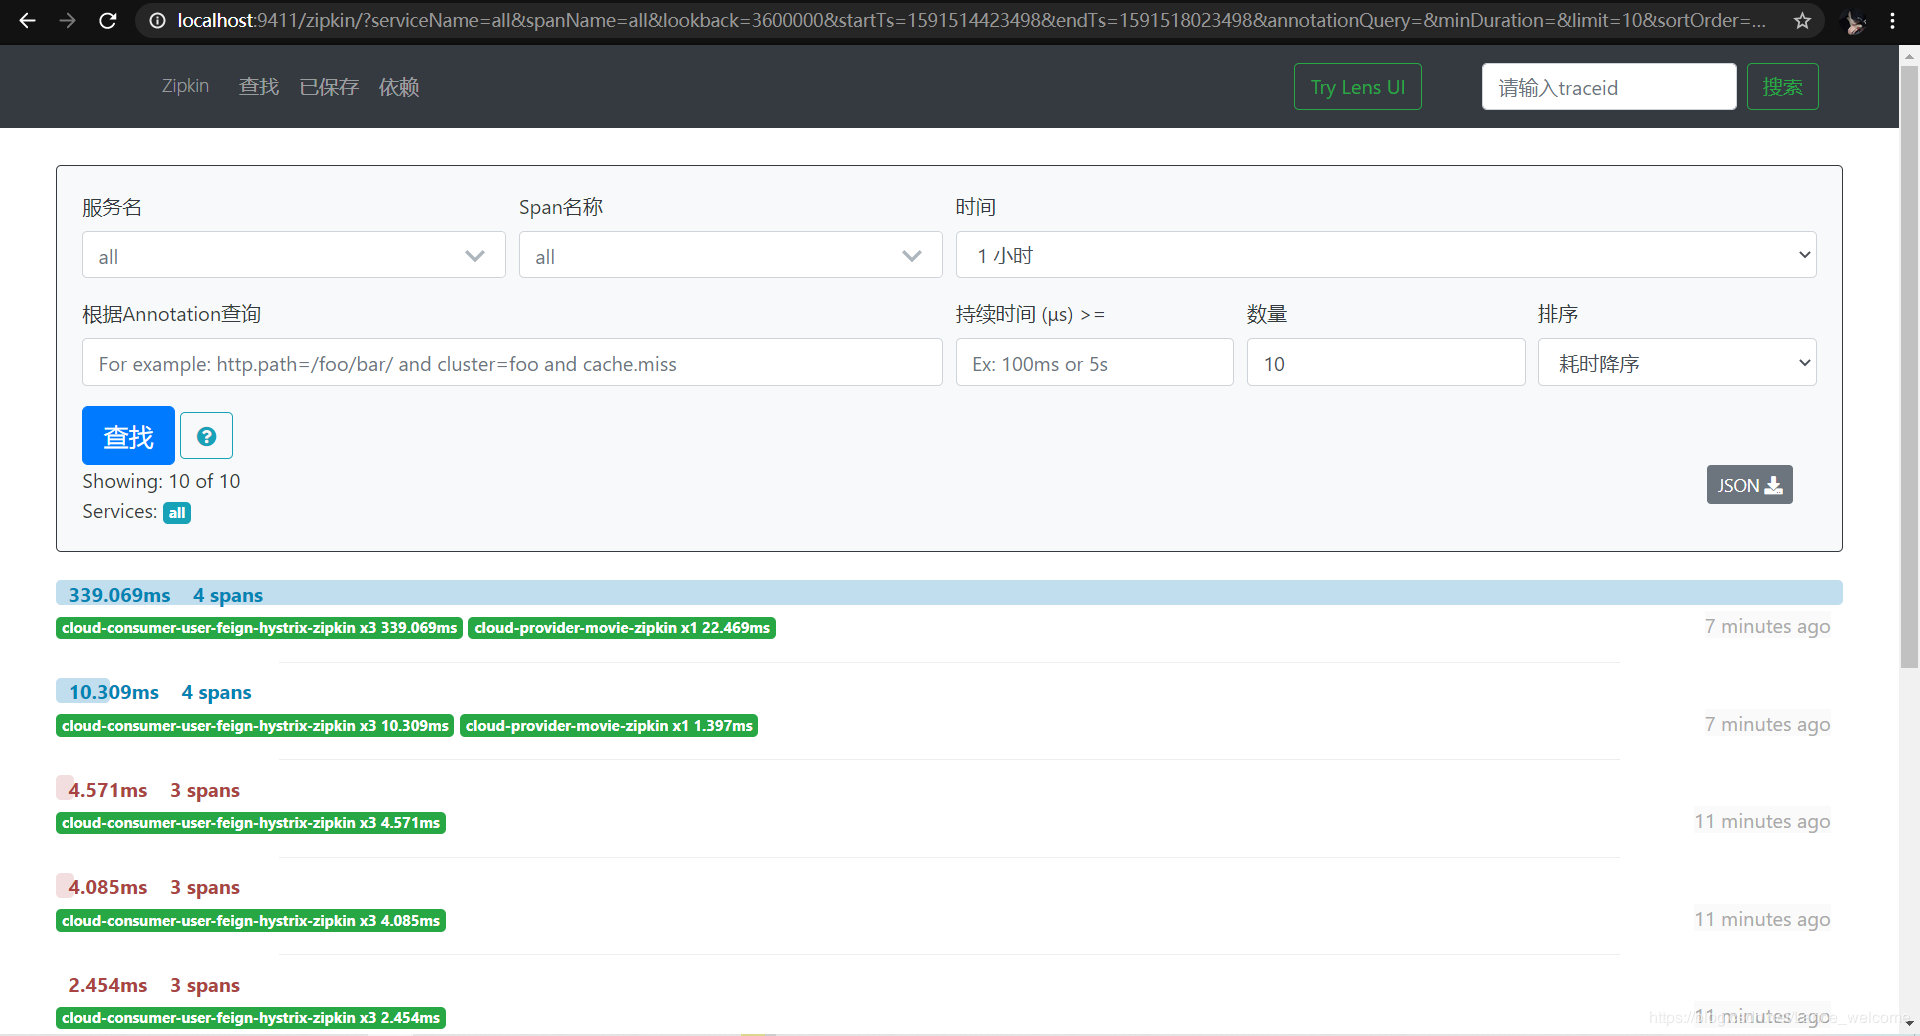 localhost:9411/zipkin/?serviceName=all&spanName=all&lookback=3600000&startTs=1591514423498&endTs=1591518023498&annotationQuery=&minDuration=&limit=10&sortOrder=...
Zipkin 查找 已保存 依赖 Try Lens UI 请输入traceid 搜索
服务名 Span名称 时间
all all 1 小时
根据Annotation查询 持续时间 (μs) >= 数量 排序
For example: http.path=/foo/bar/ and cluster=foo and cache.miss Ex: 100ms or 5s 10 耗时降序
查找
Showing: 10 of 10
Services: all
JSON
339.069ms 4 spans
cloud-consumer-user-feign-hystrix-zipkin x3 339.069ms cloud-provider-movie-zipkin x1 22.469ms 7 minutes ago
10.309ms 4 spans
cloud-consumer-user-feign-hystrix-zipkin x3 10.309ms cloud-provider-movie-zipkin x1 1.397ms 7 minutes ago
4.571ms 3 spans
cloud-consumer-user-feign-hystrix-zipkin x3 4.571ms 11 minutes ago
4.085ms 3 spans
cloud-consumer-user-feign-hystrix-zipkin x3 4.085ms 11 minutes ago
2.454ms 3 spans
cloud-consumer-user-feign-hystrix-zipkin x3 2.454ms 11 minutes ago